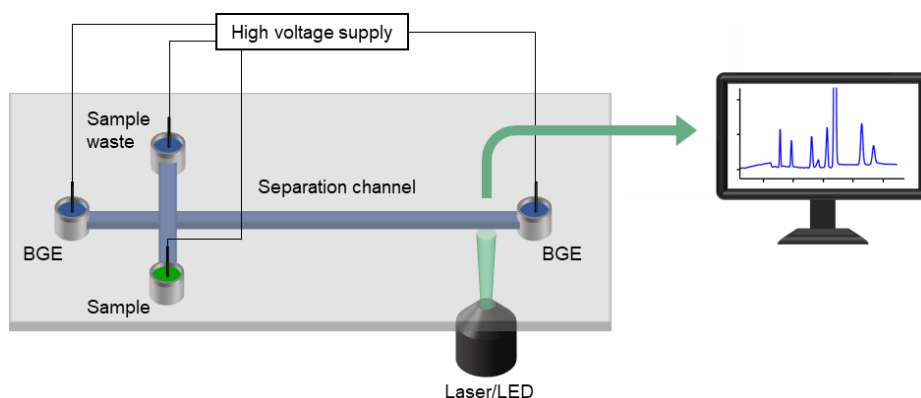 High voltage supply
Sample
waste
Separation channel
BGE
BGE
Sample
Laser/LED